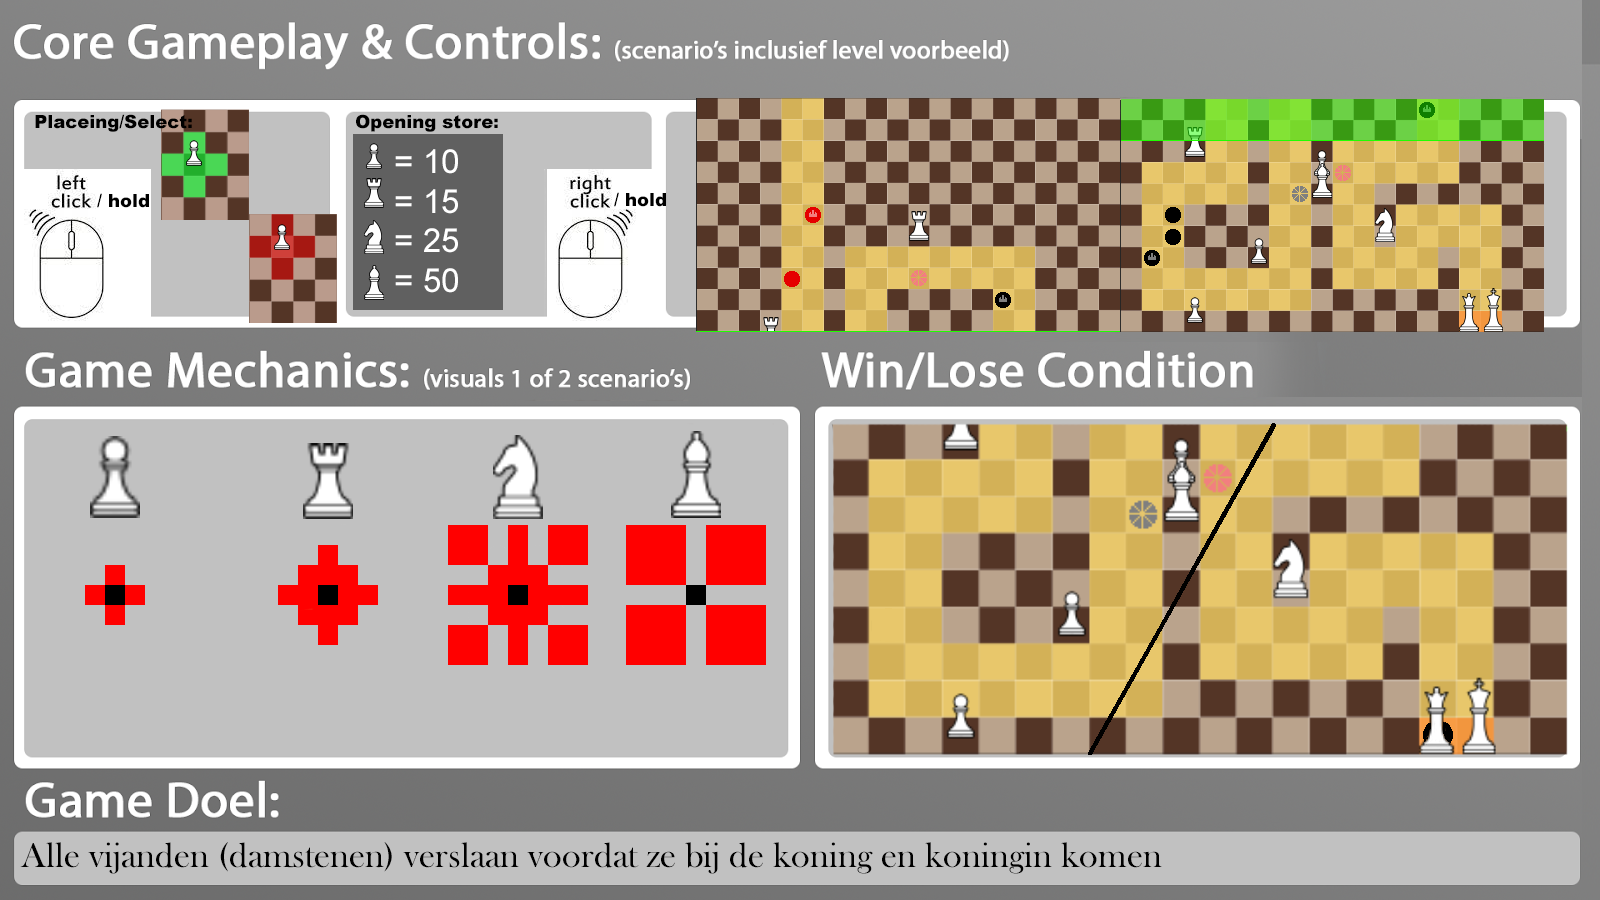 Core Gameplay & Controls: (scenario's inclusief level voorbeeld)
Placeing/Select:
left
click / hold
Opening store:
= 10
= 15
= 25
= 50
right
click / hold
Game Mechanics: (visuals 1 of 2 scenario's)
Win/Lose Condition
Game Doel:
Alle vijanden (damstenen) verslaan voordat ze bij de koning en koningin komen